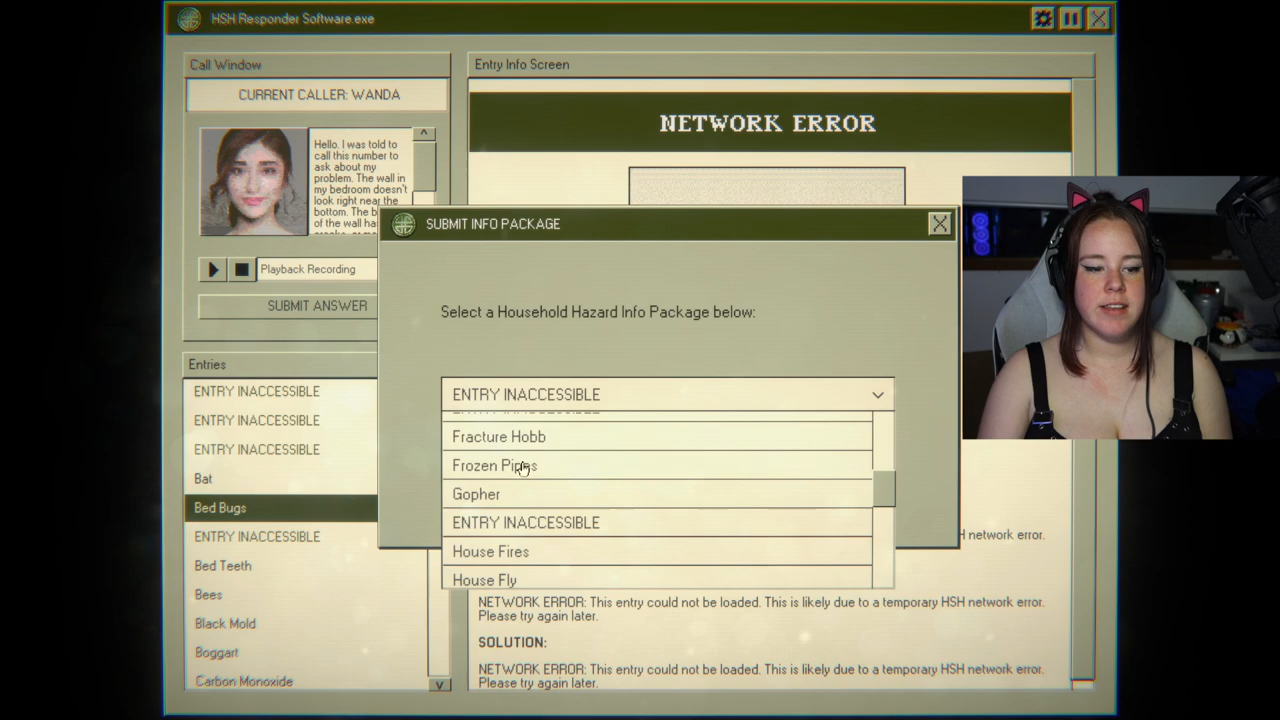 HSH Responder Software.exe
Call Window
CURRENT CALLER: WANDA
Hello. I was told to
call this number to
ask about my
problem. The wall in
my bedroom doesn't
look right near the
bottom. The b
of the wall ha
Playback Recording
SUBMIT ANSWER
Entries
ENTRY INACCESSIBLE
ENTRY INACCESSIBLE
ENTRY INACCESSIBLE
Bat
Bed Bugs
ENTRY INACCESSIBLE
Bed Teeth
Bees
Black Mold
Boggart
Carbon Monoxide
Entry Info Screen
NETWORK ERROR
SUBMIT INFO PACKAGE
Select a Household Hazard Info Package below:
ENTRY INACCESSIBLE
Fracture Hobb
Frozen Pipes
Gopher
ENTRY INACCESSIBLE
House Fires
House Fly
H network error.
NETWORK ERROR: This entry could not be loaded. This is likely due to a temporary HSH network error.
Please try again later.
SOLUTION:
NETWORK ERROR: This entry could not be loaded. This is likely due to a temporary HSH network error.
Please try again later.